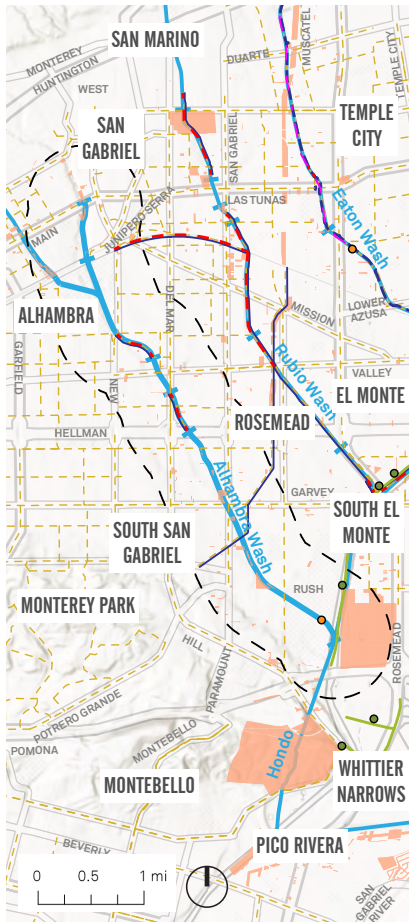 SAN MARINO
MONTEREY
HUNTINGTON
DUARTE
MUSCATEL
TEMPLE CITY
WEST
SAN
GABRIEL
TEMPLE
CITY
SAN GABRIEL
JUNIPERO SERRA
LAS TUNAS
Eaton Wash
MAIN
ALHAMBRA
DEL MAR
MISSION
LOWER
AZUSA
GARFIELD
NEW
VALLEY
Rubio Wash
EL MONTE
HELLMAN
ROSEMEAD
Alhambra Wash
GARVEY
SOUTH SAN
GABRIEL
SOUTH EL
MONTE
MONTEREY PARK
RUSH
HILL
PARAMOUNT
ROSEMEAD
POTRERO GRANDE
POMONA
MONTEBELLO
MONTEBELLO
Hondo
WHITTIER
NARROWS
BEVERLY
PICO RIVERA
0 0.5 1 mi
SAN
GABRIEL
RIVER